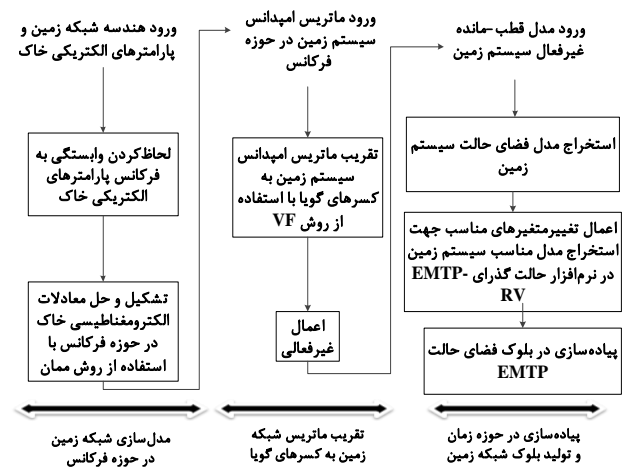 ورود هندسه شبکه زمین و
پارامترهای الکتریکی خاک
لحاظ‌کردن وابستگی به
فرکانس پارامترهای
الکتریکی خاک
تشکیل و حل معادلات
الکترومغناطیسی خاک
در حوزه فرکانس با
استفاده از روش ممان
مدل‌سازی شبکه زمین
در حوزه فرکانس
ورود ماتریس امپدانس
سیستم زمین در حوزه
فرکانس
تقریب ماتریس امپدانس
سیستم زمین به
کسرهای گویا با استفاده
از روش VF
اعمال
غیرفعالی
تقریب ماتریس شبکه
زمین به کسرهای گویا
ورود مدل قطب-مانده
غیرفعال سیستم زمین
استخراج مدل فضای حالت سیستم
زمین
اعمال تغییرمتغیرهای مناسب جهت
استخراج مدل مناسب سیستم زمین
در نرم‌افزار حالت گذرای EMTP-
RV
پیاده‌سازی در بلوک فضای حالت
EMTP
پیاده‌سازی در حوزه زمان
و تولید بلوک شبکه زمین